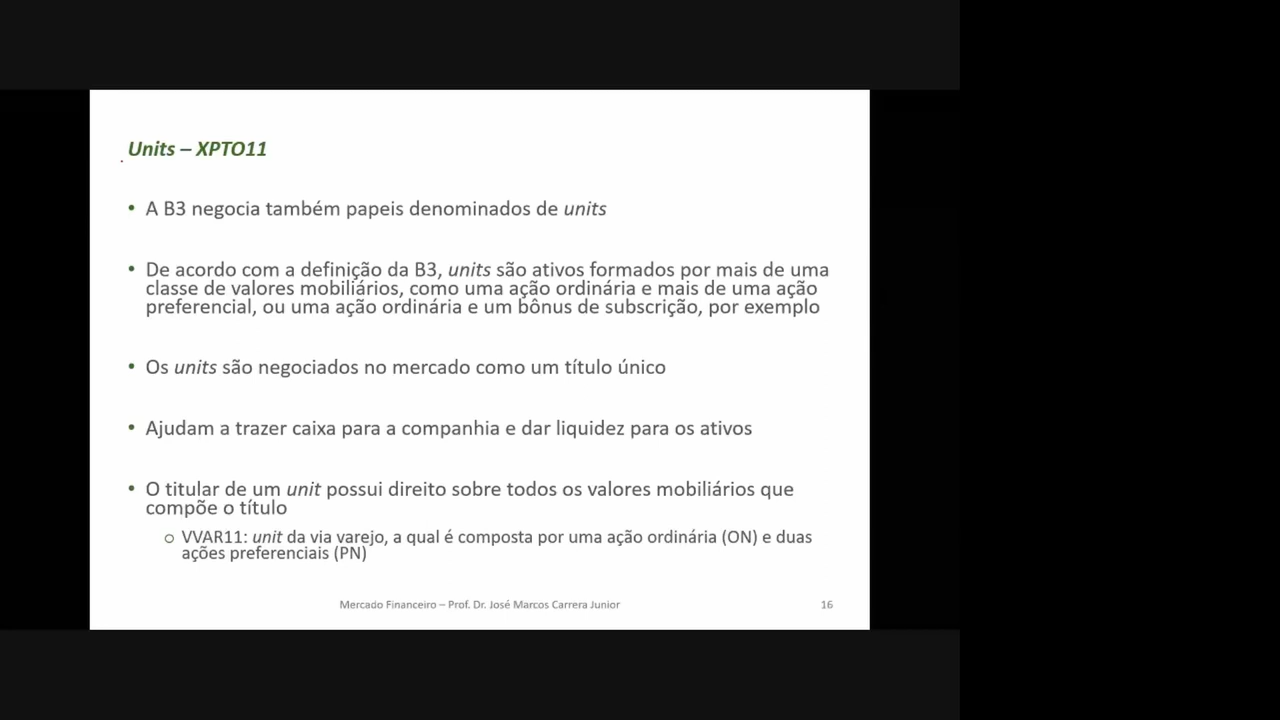 Units – XPTO11
• A B3 negocia também papeis denominados de units
• De acordo com a definição da B3, units são ativos formados por mais de uma
classe de valores mobiliários, como uma ação ordinária e mais de uma ação
preferencial, ou uma ação ordinária e um bônus de subscrição, por exemplo
• Os units são negociados no mercado como um título único
• Ajudam a trazer caixa para a companhia e dar liquidez para os ativos
• O titular de um unit possui direito sobre todos os valores mobiliários que
compõe o título
o VVAR11: unit da via varejo, a qual é composta por uma ação ordinária (ON) e duas
ações preferenciais (PN)
Mercado Financeiro – Prof. Dr. José Marcos Carrera Junior 16